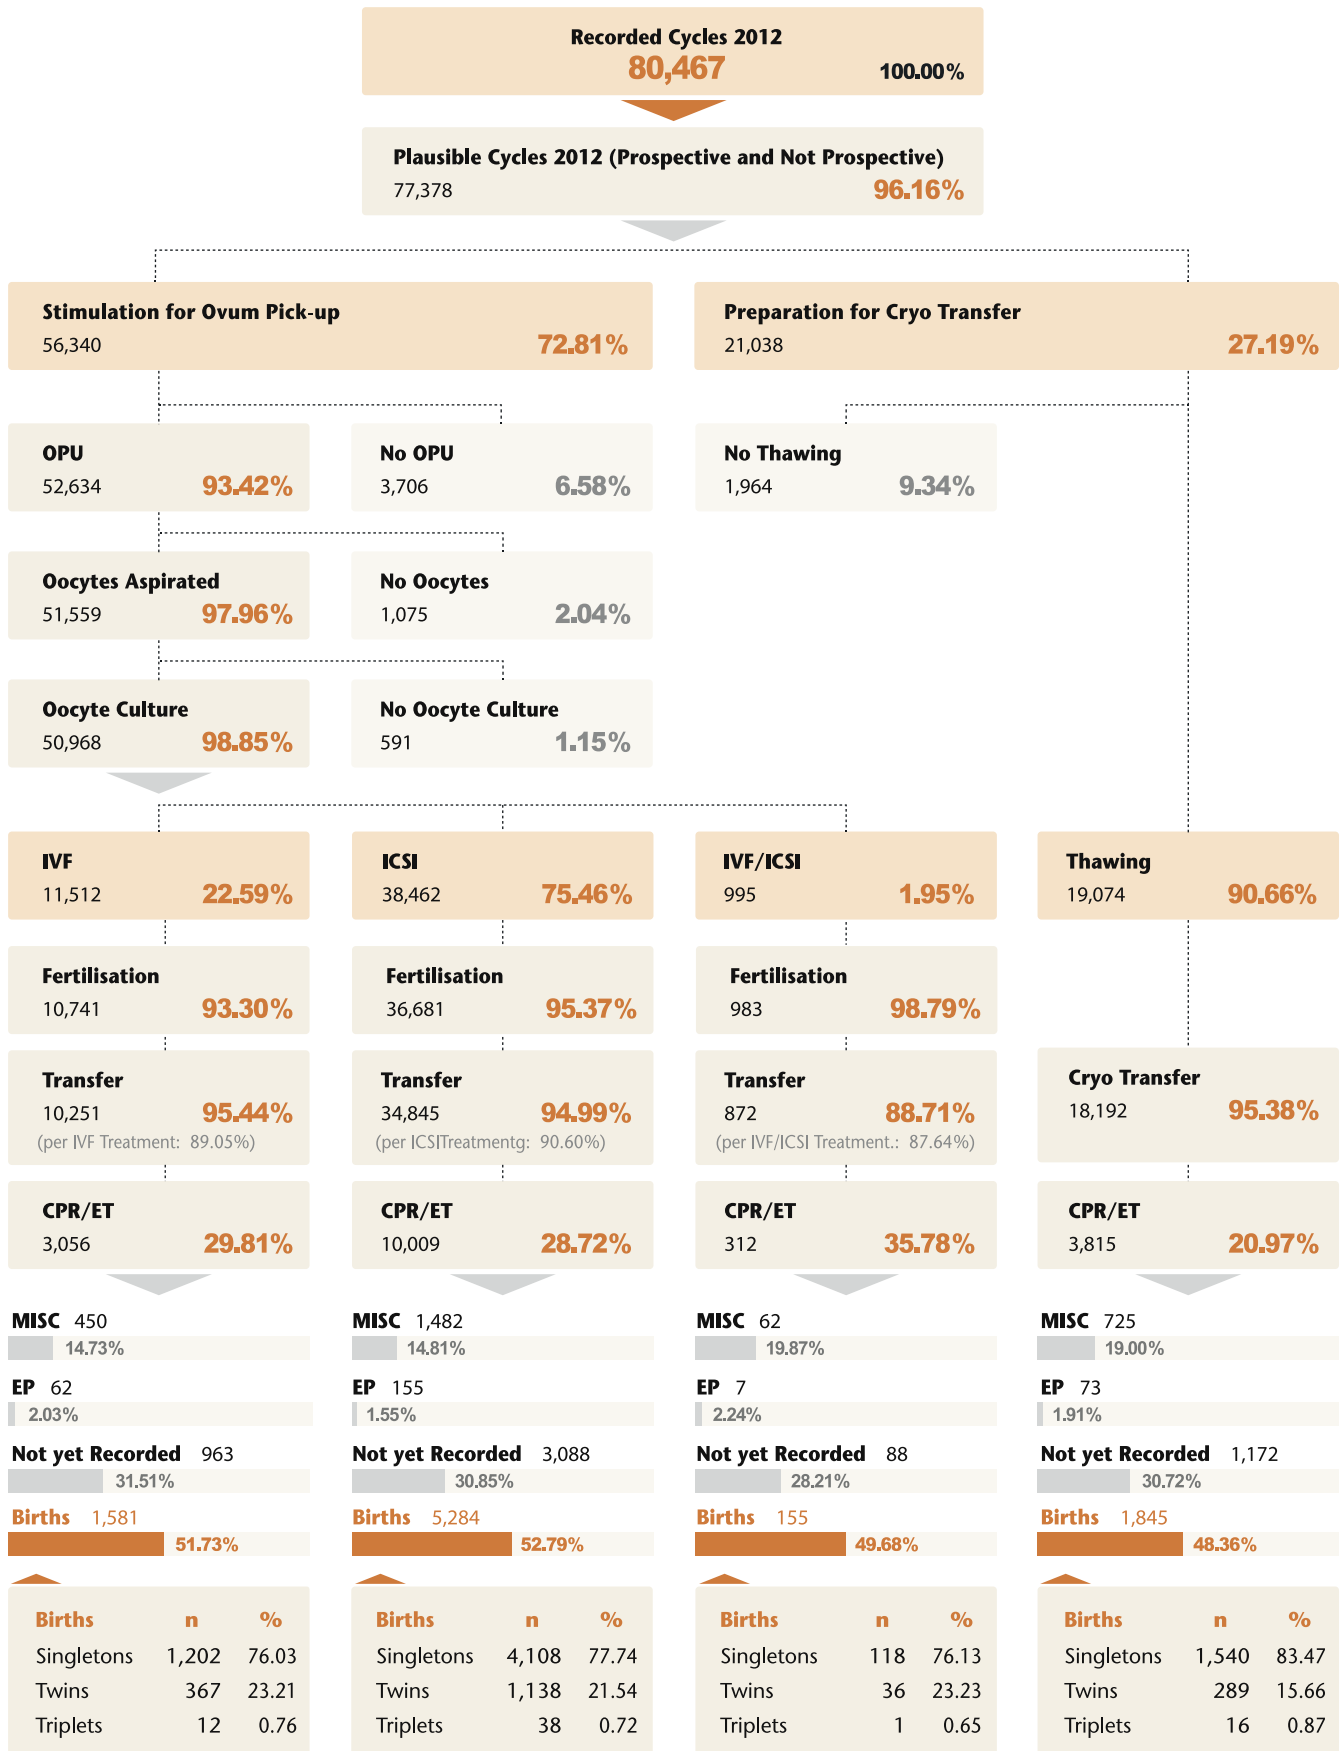 Recorded Cycles 2012
80,467 100.00%
Plausible Cycles 2012 (Prospective and Not Prospective)
77,378 96.16%
Stimulation for Ovum Pick-up
56,340 72.81%
Preparation for Cryo Transfer
21,038 27.19%
OPU
52,634 93.42%
No OPU
3,706 6.58%
No Thawing
1,964 9.34%
Oocytes Aspirated
51,559 97.96%
No Oocytes
1,075 2.04%
Oocyte Culture
50,968 98.85%
No Oocyte Culture
591 1.15%
IVF
11,512 22.59%
ICSI
38,462 75.46%
IVF/ICSI
995 1.95%
Thawing
19,074 90.66%
Fertilisation
10,741 93.30%
Fertilisation
36,681 95.37%
Fertilisation
983 98.79%
Transfer
10,251 95.44%
(per IVF Treatment: 89.05%)
Transfer
34,845 94.99%
(per ICSITreatmentg: 90.60%)
Transfer
872 88.71%
(per IVF/ICSI Treatment.: 87.64%)
Cryo Transfer
18,192 95.38%
CPR/ET
3,056 29.81%
CPR/ET
10,009 28.72%
CPR/ET
312 35.78%
CPR/ET
3,815 20.97%
MISC 450
14.73%
EP 62
2.03%
Not yet Recorded 963
31.51%
Births 1,581
51.73%
MISC 1,482
14.81%
EP 155
1.55%
Not yet Recorded 3,088
30.85%
Births 5,284
52.79%
MISC 62
19.87%
EP 7
2.24%
Not yet Recorded 88
28.21%
Births 155
49.68%
MISC 725
19.00%
EP 73
1.91%
Not yet Recorded 1,172
30.72%
Births 1,845
48.36%
Births n %
Singletons 1,202 76.03
Twins 367 23.21
Triplets 12 0.76
Births n %
Singletons 4,108 77.74
Twins 1,138 21.54
Triplets 38 0.72
Births n %
Singletons 118 76.13
Twins 36 23.23
Triplets 1 0.65
Births n %
Singletons 1,540 83.47
Twins 289 15.66
Triplets 16 0.87